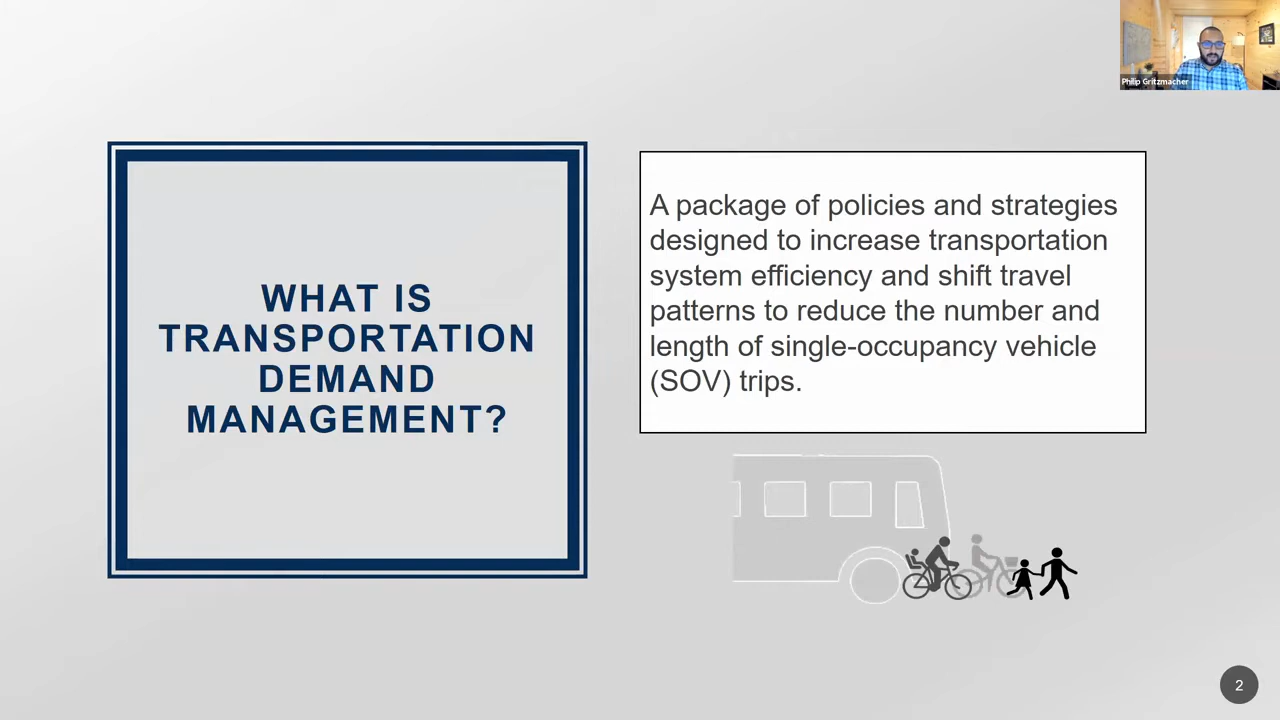 Philip Gritzmacher
WHAT IS
TRANSPORTATION
DEMAND
MANAGEMENT?
A package of policies and strategies
designed to increase transportation
system efficiency and shift travel
patterns to reduce the number and
length of single-occupancy vehicle
(SOV) trips.
2